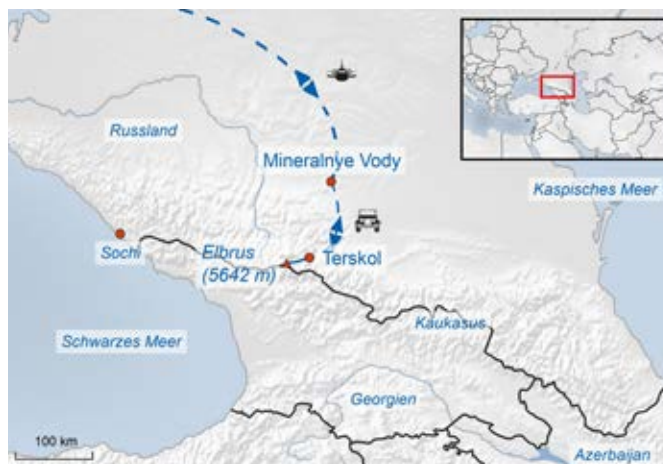 Russland
Mineralnye Vody
Kaspisches Meer
Sochi
Elbrus
(5642 m)
Terskol
Kaukasus
Schwarzes Meer
Georgien
100 km
Azerbaijan